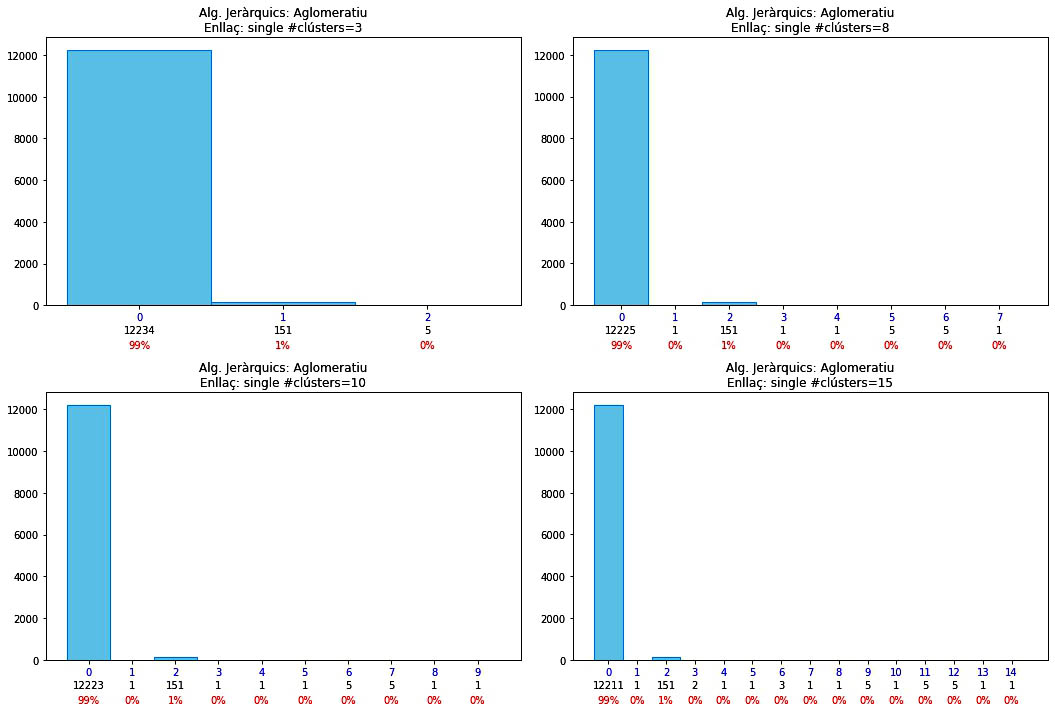 Alg. Jeràrquics: Aglomeratiu
Enllaç: single #clústers=3
12000
10000
8000
6000
4000
2000
0
0 1 2
12234 151 5
99% 1% 0%
Alg. Jeràrquics: Aglomeratiu
Enllaç: single #clústers=8
12000
10000
8000
6000
4000
2000
0
0 1 2 3 4 5 6 7
12225 1 151 1 1 5 5 1
99% 0% 1% 0% 0% 0% 0% 0%
Alg. Jeràrquics: Aglomeratiu
Enllaç: single #clústers=10
12000
10000
8000
6000
4000
2000
0
0 1 2 3 4 5 6 7 8 9
12223 1 151 1 1 1 5 5 1 1
99% 0% 1% 0% 0% 0% 0% 0% 0% 0%
Alg. Jeràrquics: Aglomeratiu
Enllaç: single #clústers=15
12000
10000
8000
6000
4000
2000
0
0 1 2 3 4 5 6 7 8 9 10 11 12 13 14
12211 1 151 2 1 1 3 1 1 5 1 5 5 1 1
99% 0% 1% 0% 0% 0% 0% 0% 0% 0% 0% 0% 0% 0% 0%